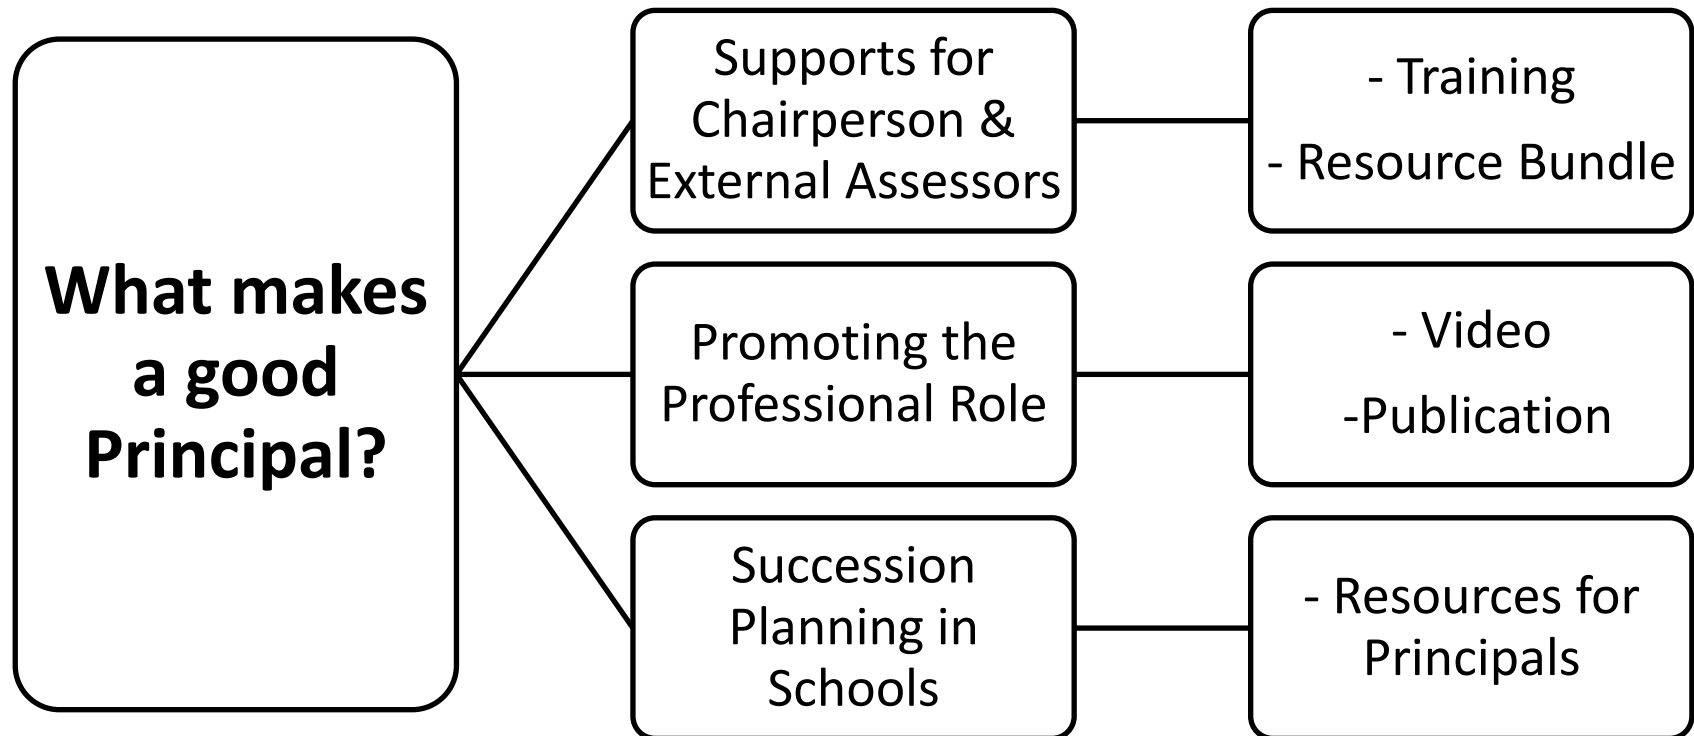 What makes
a good
Principal?
Supports for
Chairperson &
External Assessors
- Training
- Resource Bundle
Promoting the
Professional Role
- Video
-Publication
Succession
Planning in
Schools
- Resources for
Principals